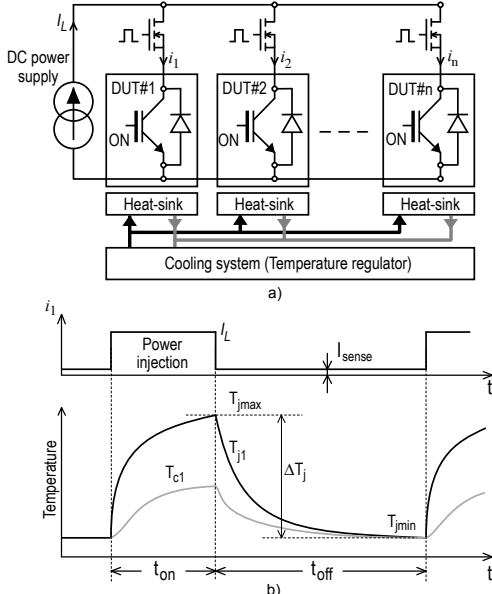 I_L
DC power
supply
i_1
i_2
i_n
DUT#1
DUT#2
DUT#n
ON
ON
ON
Heat-sink
Heat-sink
Heat-sink
Cooling system (Temperature regulator)
a)
i_1
I_L
Power
injection
I_sense
t
T_jmax
T_j1
ΔT_j
T_c1
T_jmin
Temperature
t
t_on
t_off
b)